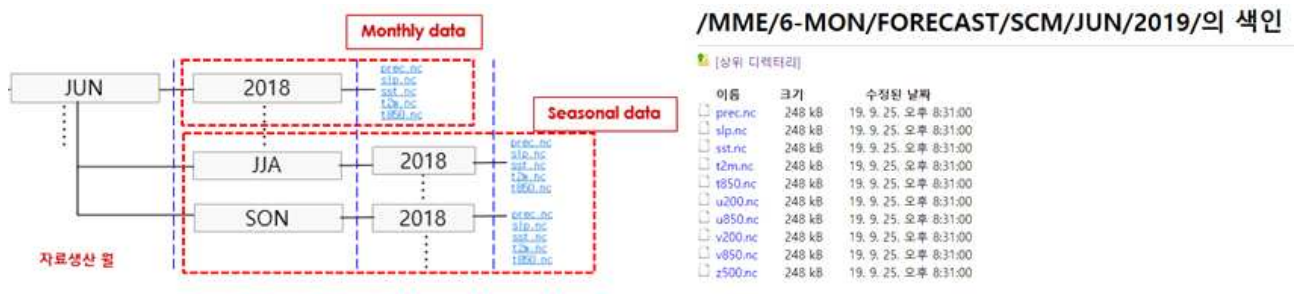 Monthly data
JUN
2018
prec.nc
slp.nc
sst.nc
t2m.nc
t850.nc
Seasonal data
JJA
2018
prec.nc
slp.nc
sst.nc
t2m.nc
t850.nc
SON
2018
prec.nc
slp.nc
sst.nc
t2m.nc
t850.nc
자료생산 월
/MME/6-MON/FORECAST/SCM/JUN/2019/의 색인
[상위 디렉터리]
이름 크기 수정된 날짜
prec.nc 248 kB 19. 9. 25. 오후 8:31:00
slp.nc 248 kB 19. 9. 25. 오후 8:31:00
sst.nc 248 kB 19. 9. 25. 오후 8:31:00
t2m.nc 248 kB 19. 9. 25. 오후 8:31:00
t850.nc 248 kB 19. 9. 25. 오후 8:31:00
u200.nc 248 kB 19. 9. 25. 오후 8:31:00
u850.nc 248 kB 19. 9. 25. 오후 8:31:00
v200.nc 248 kB 19. 9. 25. 오후 8:31:00
v850.nc 248 kB 19. 9. 25. 오후 8:31:00
z500.nc 248 kB 19. 9. 25. 오후 8:31:00